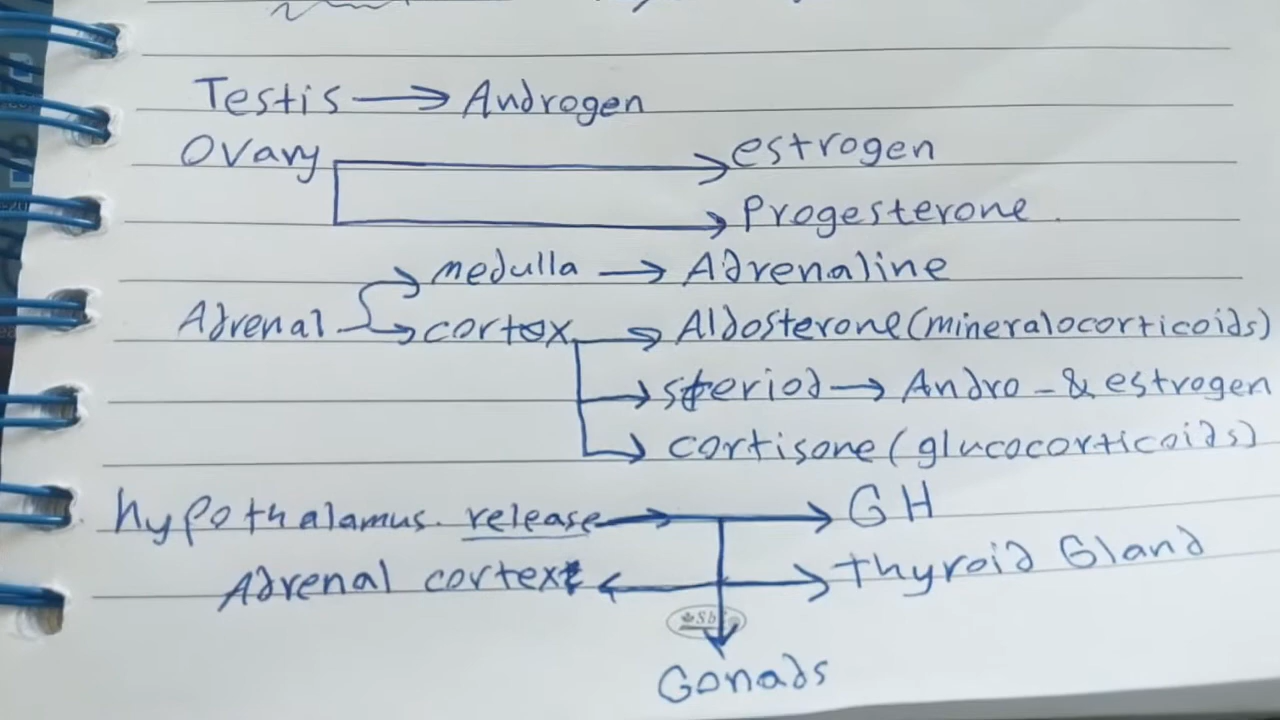 Testis → Androgen
Ovary → estrogen
→ Progesterone
Adrenal → medulla → Adrenaline
→ cortex → Aldosterone (mineralocorticoids)
→ steriod → Andro - & estrogen
→ cortisone (glucocorticoids)
hypothalamus release → GH
Adrenal cortex ← → Thyroid Gland
Gonads